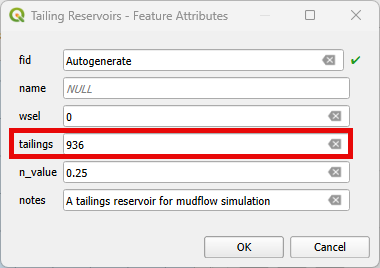 Tailing Reservoirs - Feature Attributes
fid Autogenerate
name NULL
wsel 0
tailings 936
n_value 0.25
notes A tailings reservoir for mudflow simulation
OK Cancel